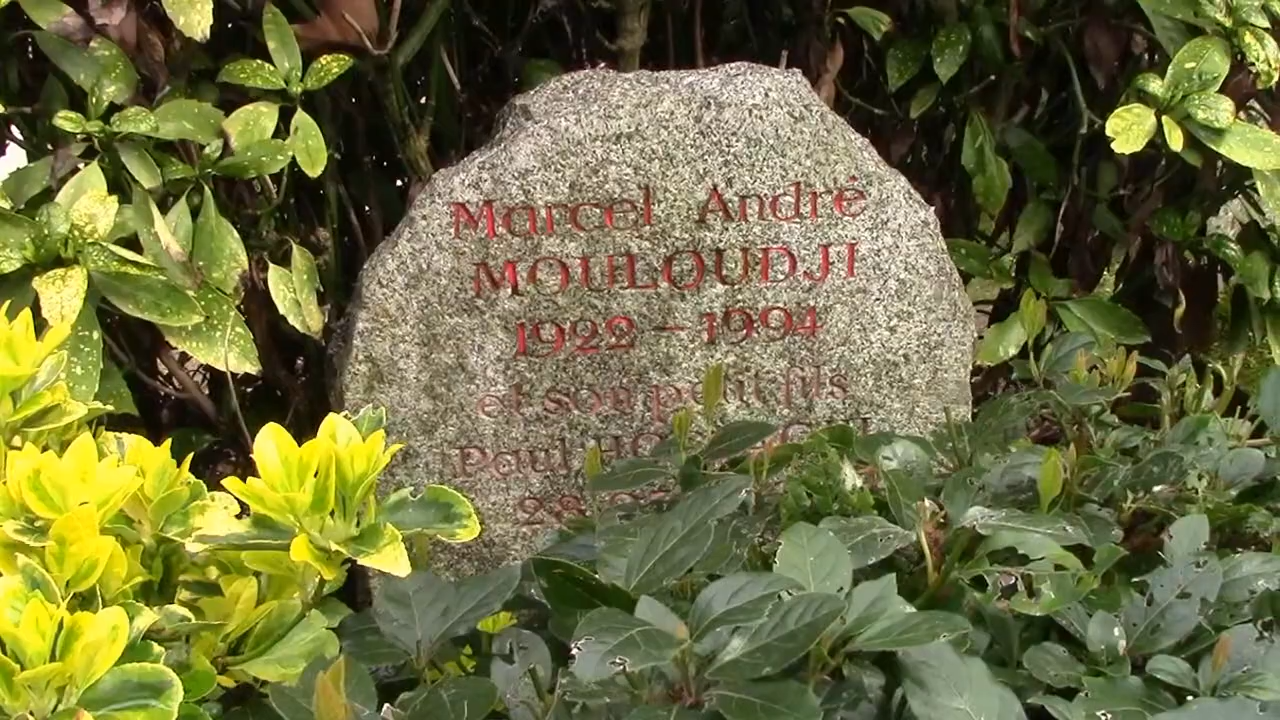 Marcel André
MOULOUDJI
1922 - 1994
et son petit fils
Paul